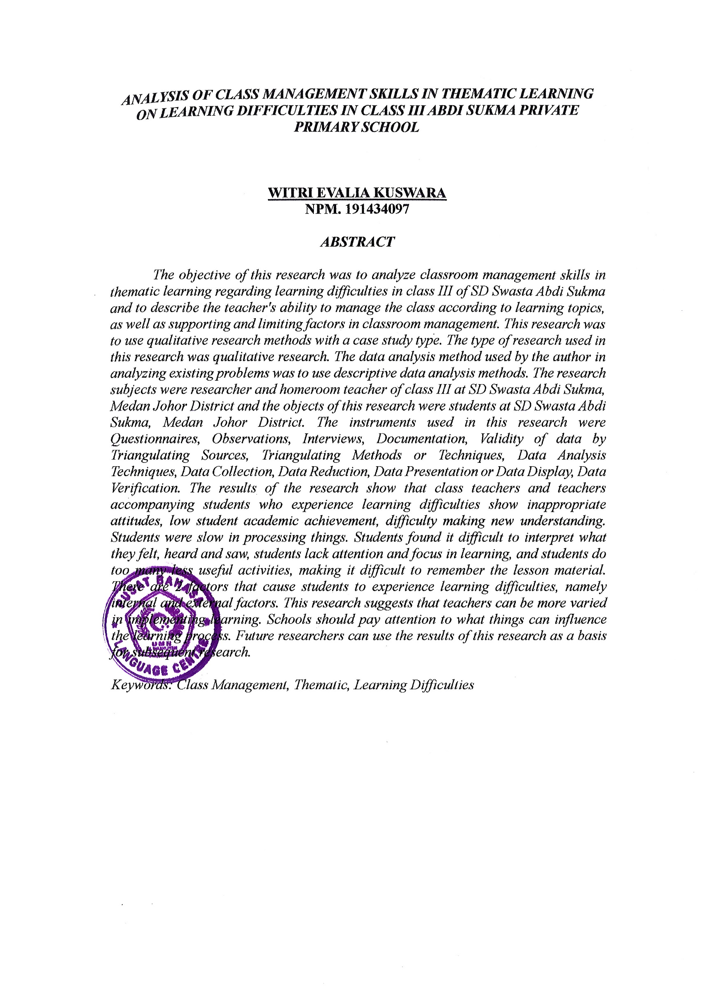 ANALYSIS OF CLASS MANAGEMENT SKILLS IN THEMATIC LEARNING
ON LEARNING DIFFICULTIES IN CLASS III ABDI SUKMA PRIVATE
PRIMARY SCHOOL
WITRI EVALIA KUSWARA
NPM. 191434097
ABSTRACT
The objective of this research was to analyze classroom management skills in
thematic learning regarding learning difficulties in class III of SD Swasta Abdi Sukma
and to describe the teacher's ability to manage the class according to learning topics,
as well as supporting and limiting factors in classroom management. This research was
to use qualitative research methods with a case study type. The type of research used in
this research was qualitative research. The data analysis method used by the author in
analyzing existing problems was to use descriptive data analysis methods. The research
subjects were researcher and homeroom teacher of class III at SD Swasta Abdi Sukma,
Medan Johor District and the objects of this research were students at SD Swasta Abdi
Sukma, Medan Johor District. The instruments used in this research were
Questionnaires, Observations, Interviews, Documentation, Validity of data by
Triangulating Sources, Triangulating Methods or Techniques, Data Analysis
Techniques, Data Collection, Data Reduction, Data Presentation or Data Display, Data
Verification. The results of the research show that class teachers and teachers
accompanying students who experience learning difficulties show inappropriate
attitudes, low student academic achievement, difficulty making new understanding.
Students were slow in processing things. Students found it difficult to interpret what
they felt, heard and saw, students lack attention and focus in learning, and students do
too many less useful activities, making it difficult to remember the lesson material.
There are 2 factors that cause students to experience learning difficulties, namely
internal and external factors. This research suggests that teachers can be more varied
in implementing learning. Schools should pay attention to what things can influence
the learning process. Future researchers can use the results of this research as a basis
for subsequent research.
PUSAT BAHASA
UMN
LANGUAGE CENTRE
Keywords: Class Management, Thematic, Learning Difficulties